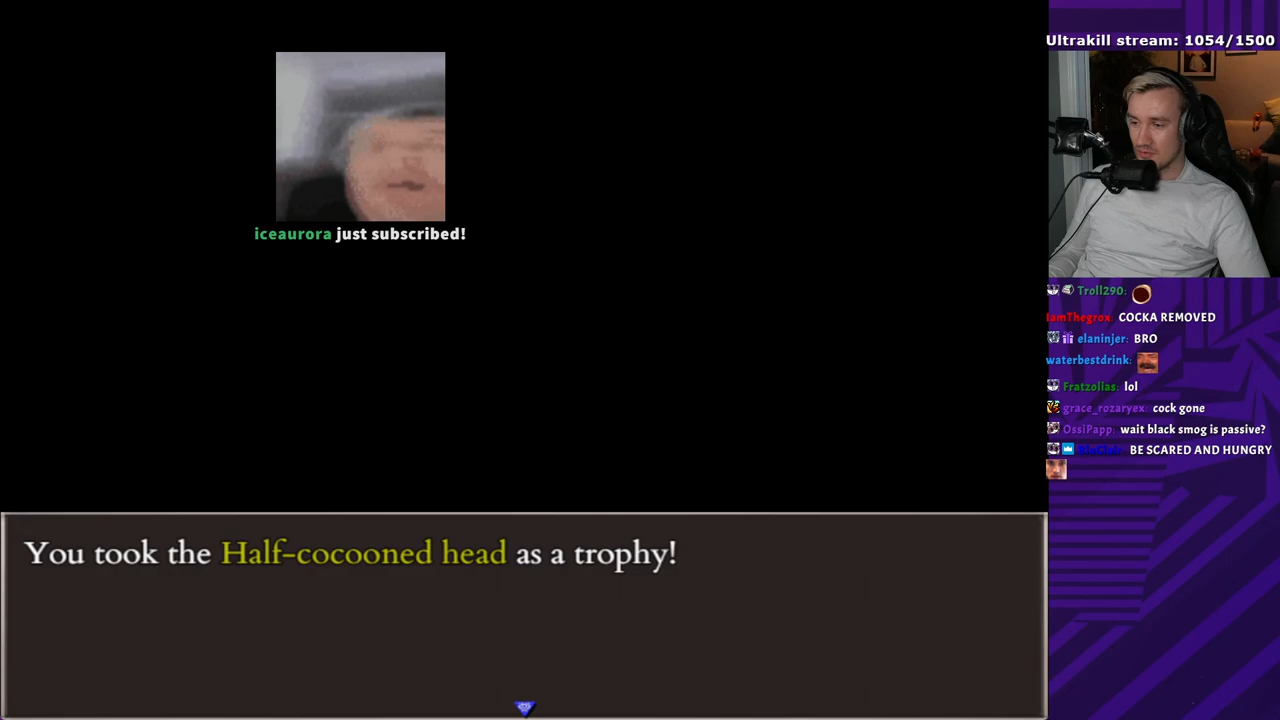 Ultrakill stream: 1054/1500
iceaurora just subscribed!
Troll290:
IamThegrox: COCKA REMOVED
elaninjer: BRO
waterbestdrink:
Fratzolias: lol
grace_rozaryex: cock gone
OssiPapp: wait black smog is passive?
BE SCARED AND HUNGRY
You took the Half-cocooned head as a trophy!